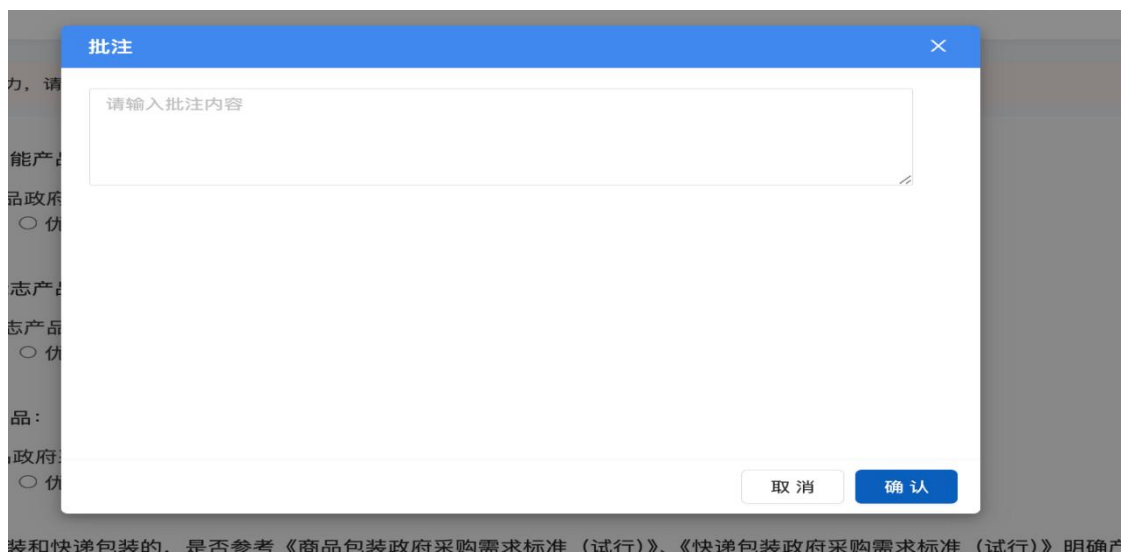 批注
力，请
请输入批注内容
能产品
品政府
优
志产品
志产品
优
品：
政府
优
取 消
确 认
装和快递包装的，是否参考《商品包装政府采购需求标准（试行）》、《快递包装政府采购需求标准（试行）》明确产